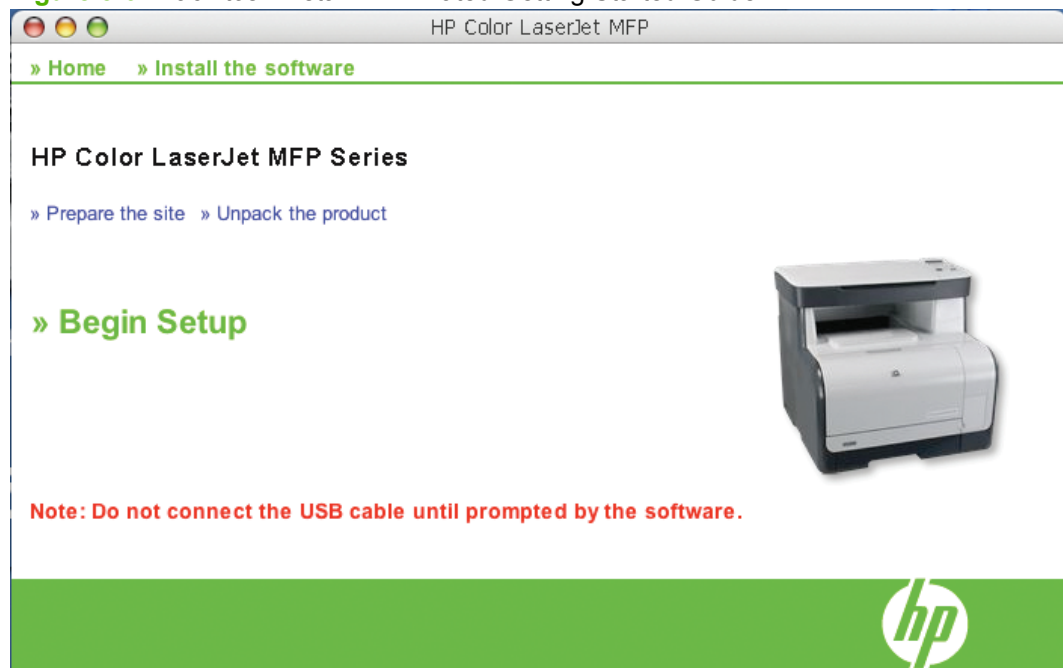 HP Color LaserJet MFP
» Home » Install the software
HP Color LaserJet MFP Series
» Prepare the site » Unpack the product
» Begin Setup
Note: Do not connect the USB cable until prompted by the software.
hp